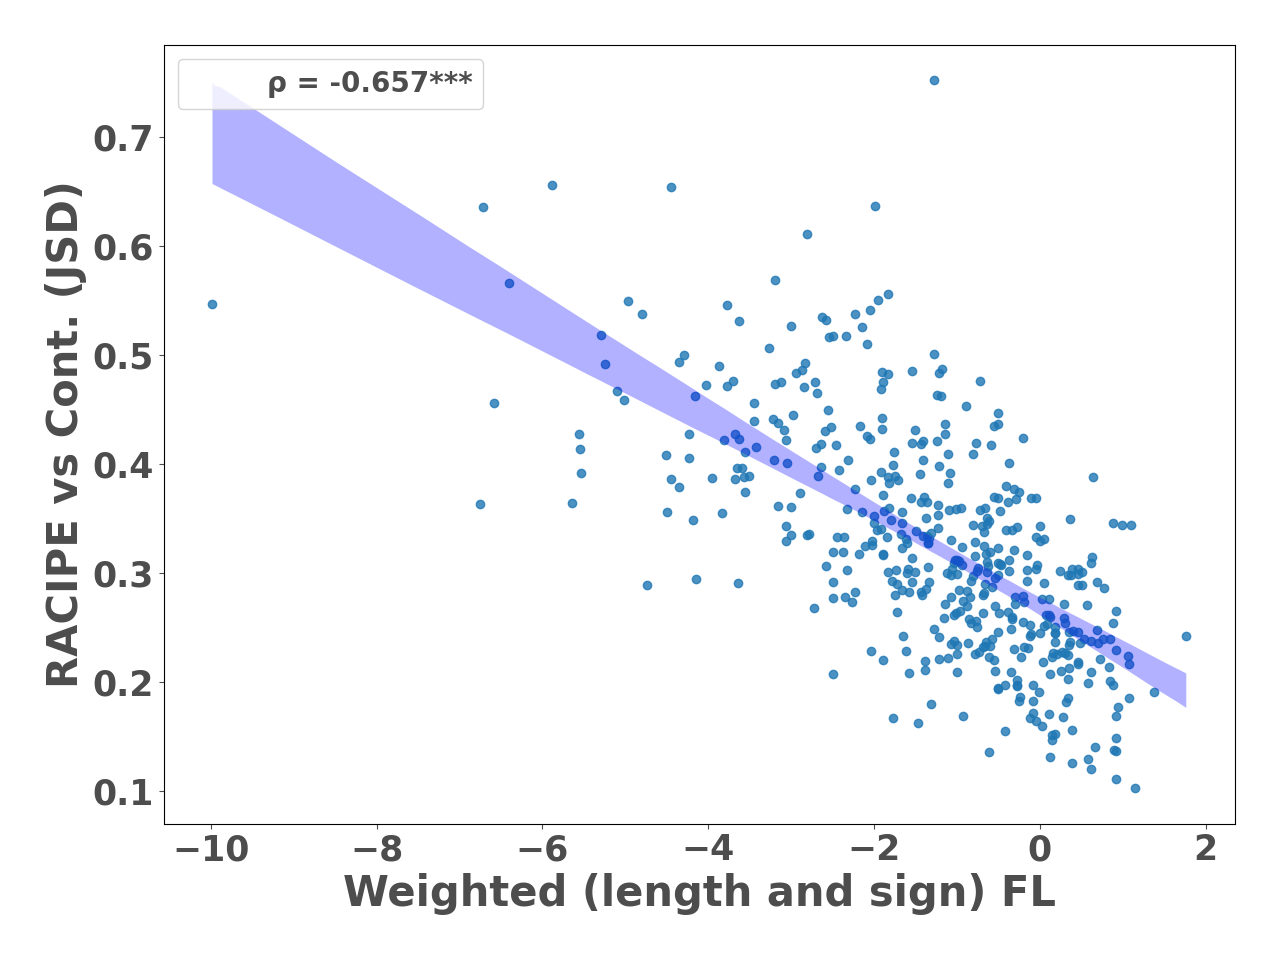 ρ = -0.657***
RACIPE vs Cont. (JSD)
0.7
0.6
0.5
0.4
0.3
0.2
0.1
−10 −8 −6 −4 −2 0 2
Weighted (length and sign) FL